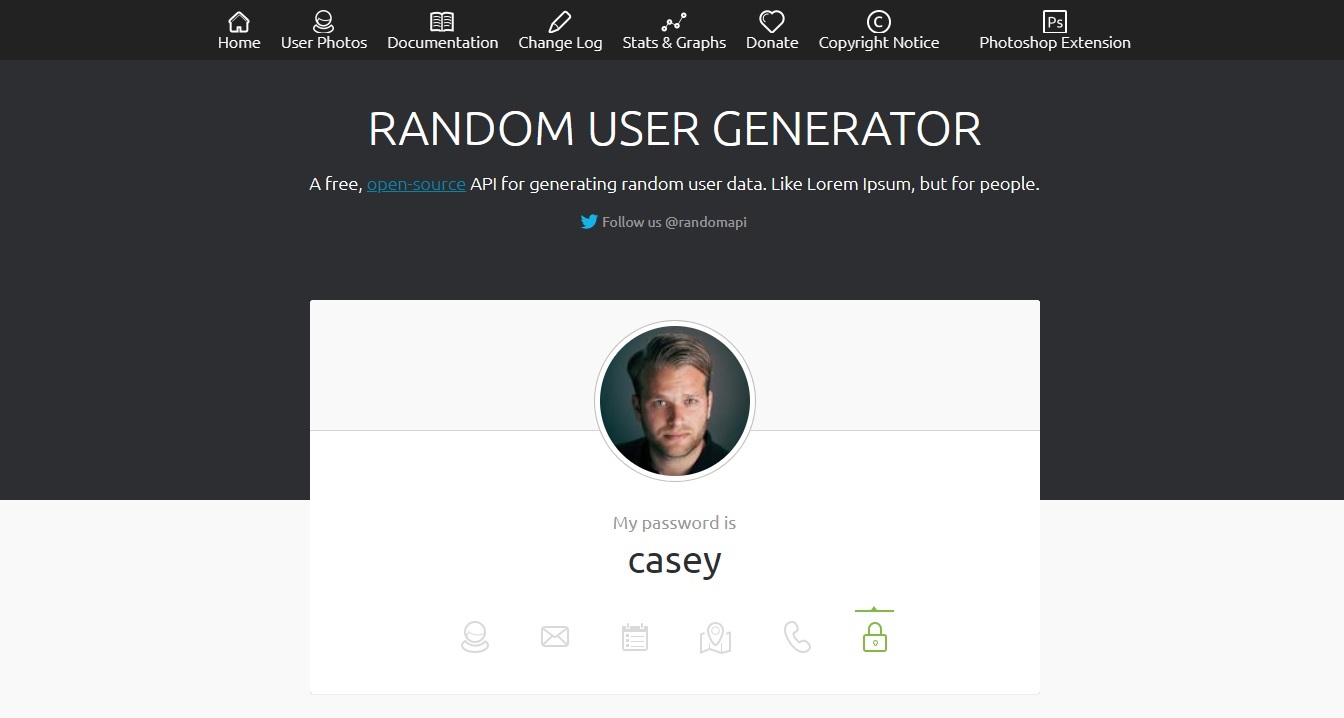 Home User Photos Documentation Change Log Stats & Graphs Donate Copyright Notice Photoshop Extension
RANDOM USER GENERATOR
A free, open-source API for generating random user data. Like Lorem Ipsum, but for people.
Follow us @randomapi
My password is
casey